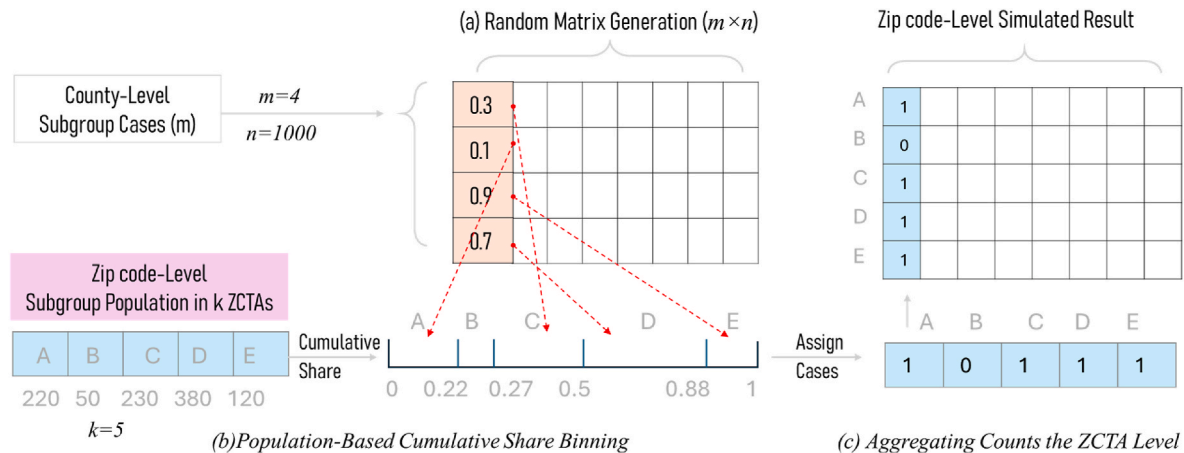 (a) Random Matrix Generation (m×n)
Zip code-Level Simulated Result
County-Level
Subgroup Cases (m)
m=4
n=1000
0.3
0.1
0.9
0.7
A 1
B 0
C 1
D 1
E 1
Zip code-Level
Subgroup Population in k ZCTAs
A B C D E
220 50 230 380 120
k=5
Cumulative
Share
A B C D E
0 0.22 0.27 0.5 0.88 1
Assign
Cases
A B C D E
1 0 1 1 1
(b)Population-Based Cumulative Share Binning
(c) Aggregating Counts the ZCTA Level